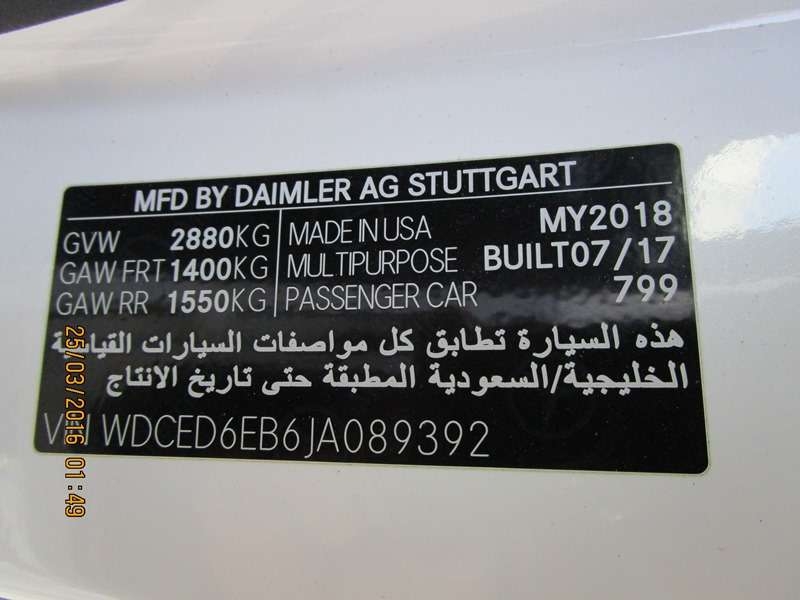 MFD BY DAIMLER AG STUTTGART
GVW 2880KG MADE IN USA MY2018
GAW FRT 1400KG MULTIPURPOSE BUILT07/17
GAW RR 1550KG PASSENGER CAR 799
هذه السيارة تطابق كل مواصفات السيارات القياسية
الخليجية/السعودية المطبقة حتى تاريخ الانتاج
VIN WDCED6EB6JA089392
25/03/2016 01:49